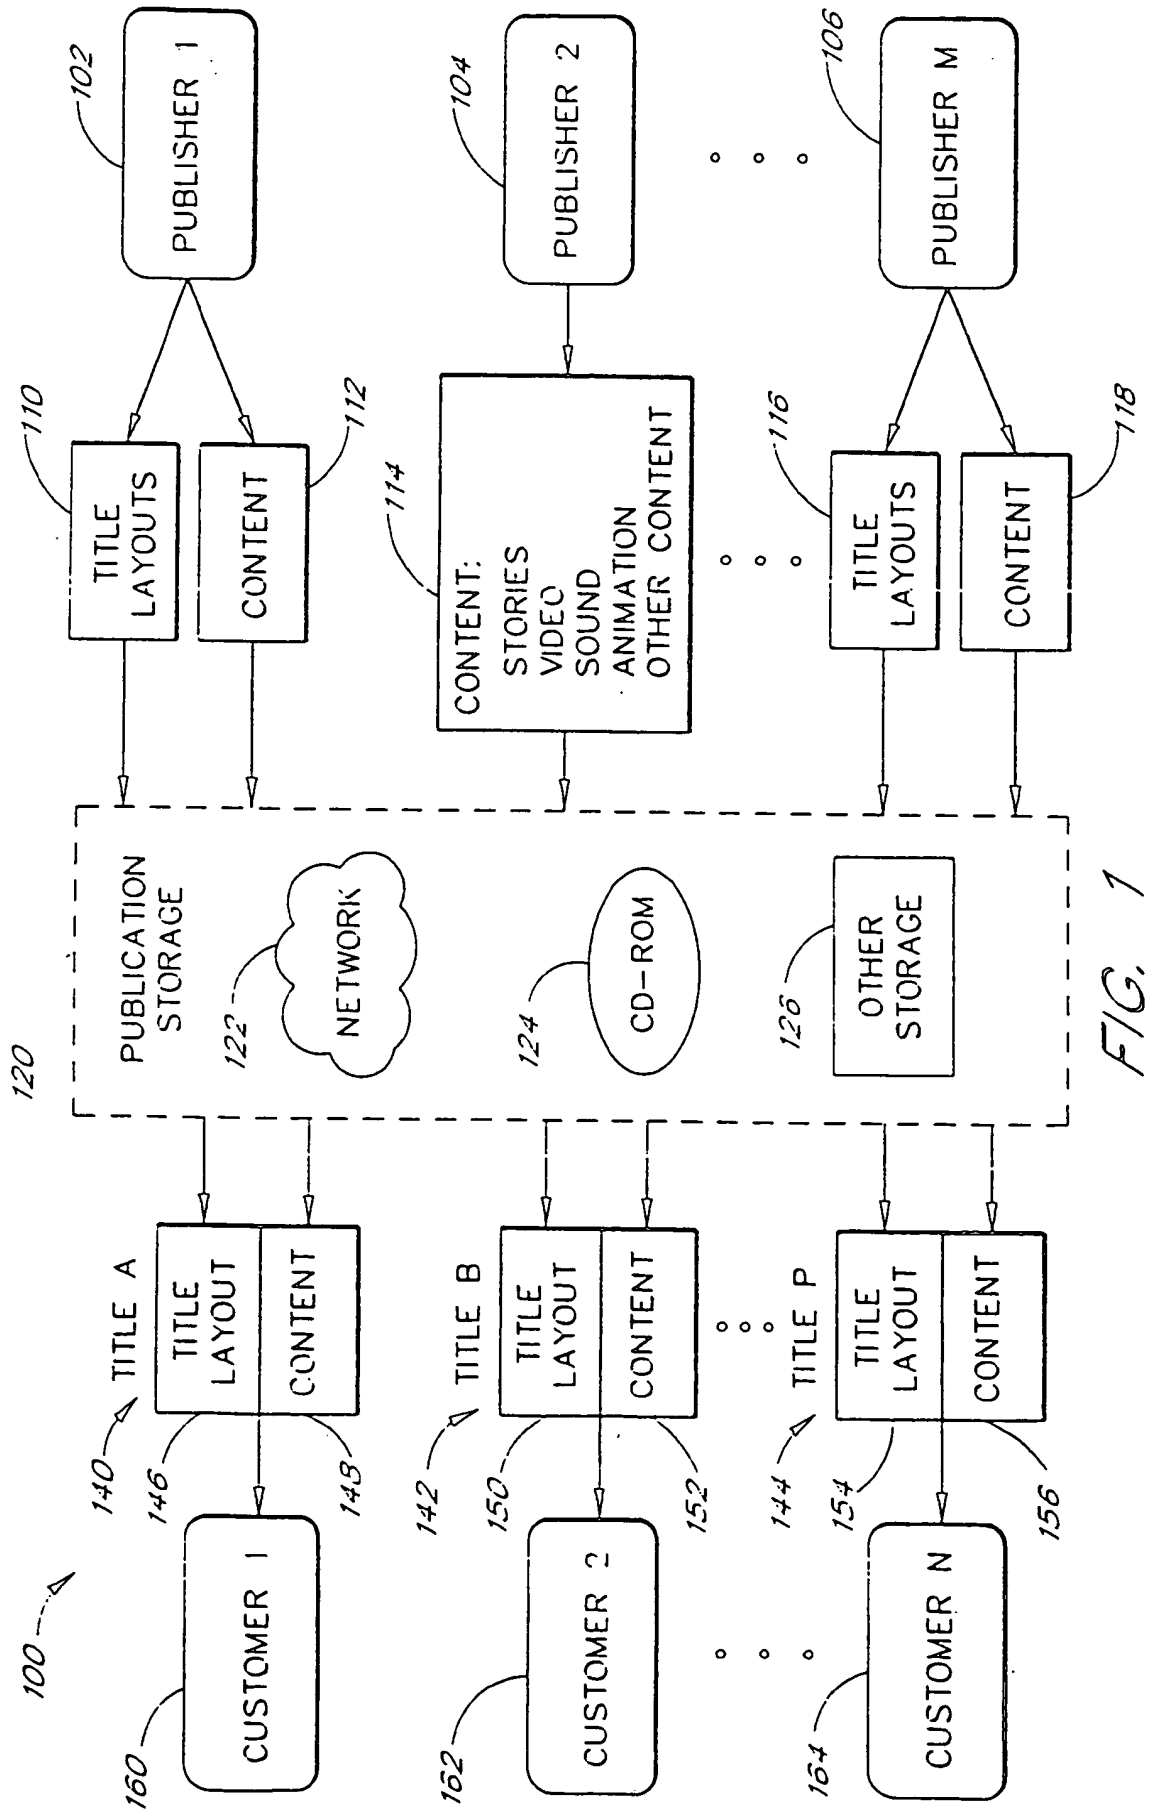 100
102
PUBLISHER 1
104
PUBLISHER 2
106
PUBLISHER M
110
TITLE
LAYOUTS
CONTENT
112
114
CONTENT:
STORIES
VIDEO
SOUND
ANIMATION
OTHER CONTENT
116
TITLE
LAYOUTS
CONTENT
118
120
PUBLICATION
STORAGE
122
NETWORK
124
CD-ROM
126
OTHER
STORAGE
140
TITLE A
TITLE
LAYOUT
CONTENT
146
148
142
TITLE B
TITLE
LAYOUT
CONTENT
150
152
144
TITLE P
TITLE
LAYOUT
CONTENT
154
156
160
CUSTOMER 1
162
CUSTOMER 2
164
CUSTOMER N
FIG. 1